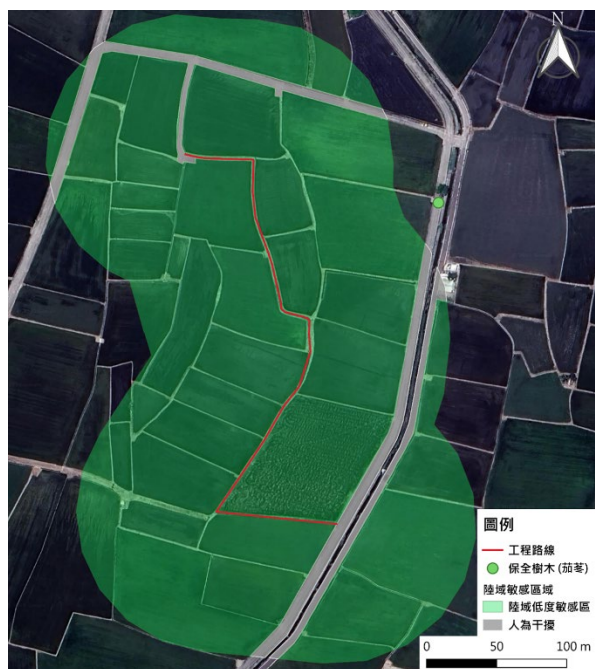 N
圖例
工程路線
保全樹木 (茄苳)
陸域敏感區域
陸域低度敏感區
人為干擾
0 50 100 m